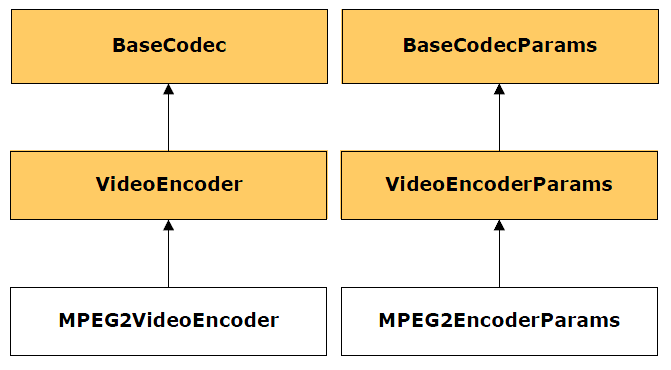 BaseCodec
BaseCodecParams
VideoEncoder
VideoEncoderParams
MPEG2VideoEncoder
MPEG2EncoderParams